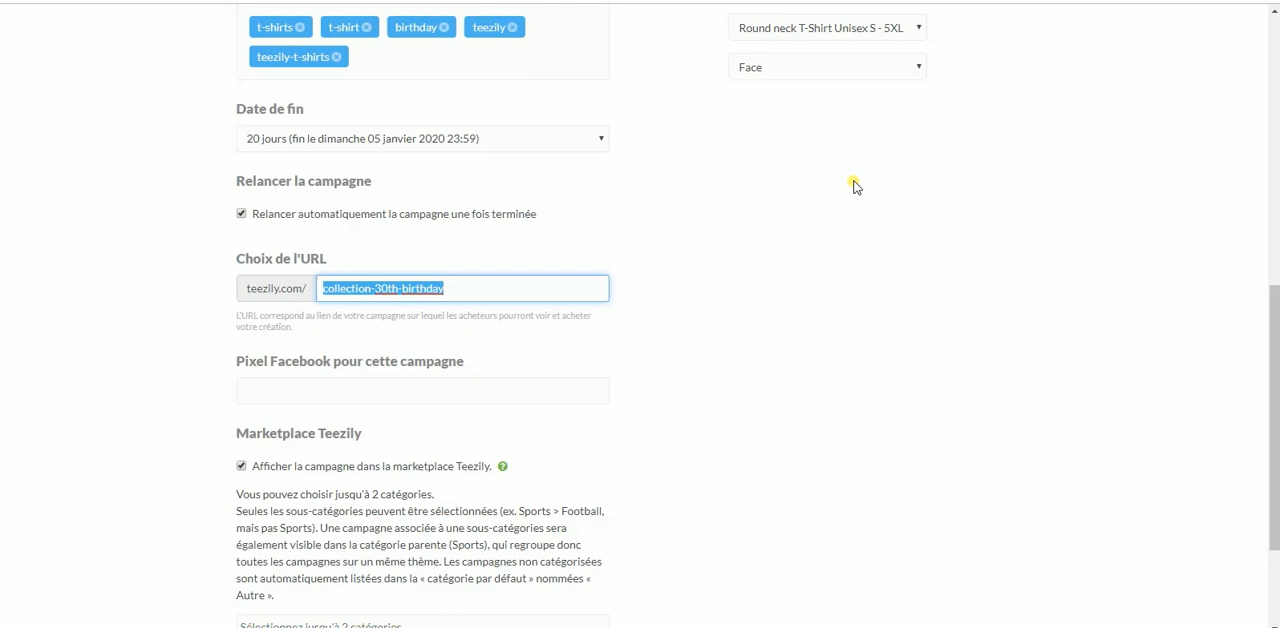 t-shirts
t-shirt
birthday
teezily
teezily-t-shirts
Round neck T-Shirt Unisex S - 5XL
Face
Date de fin
20 jours (fin le dimanche 05 janvier 2020 23:59)
Relancer la campagne
Relancer automatiquement la campagne une fois terminée
Choix de l'URL
teezily.com/ collection-30th-birthday
L'URL correspond au lien de votre campagne sur lequel les acheteurs pourront voir et acheter
votre création.
Pixel Facebook pour cette campagne
Marketplace Teezily
Afficher la campagne dans la marketplace Teezily. ?
Vous pouvez choisir jusqu'à 2 catégories.
Seules les sous-catégories peuvent être sélectionnées (ex. Sports > Football,
mais pas Sports). Une campagne associée à une sous-catégories sera
également visible dans la catégorie parente (Sports), qui regroupe donc
toutes les campagnes sur un même thème. Les campagnes non catégorisées
sont automatiquement listées dans la « catégorie par défaut » nommées «
Autre ».
Sélectionnez jusqu'à 2 catégories